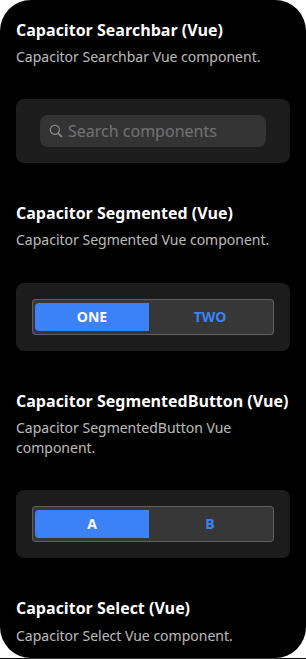 Capacitor Searchbar (Vue)
Capacitor Searchbar Vue component.
Search components
Capacitor Segmented (Vue)
Capacitor Segmented Vue component.
ONE TWO
Capacitor SegmentedButton (Vue)
Capacitor SegmentedButton Vue
component.
A B
Capacitor Select (Vue)
Capacitor Select Vue component.